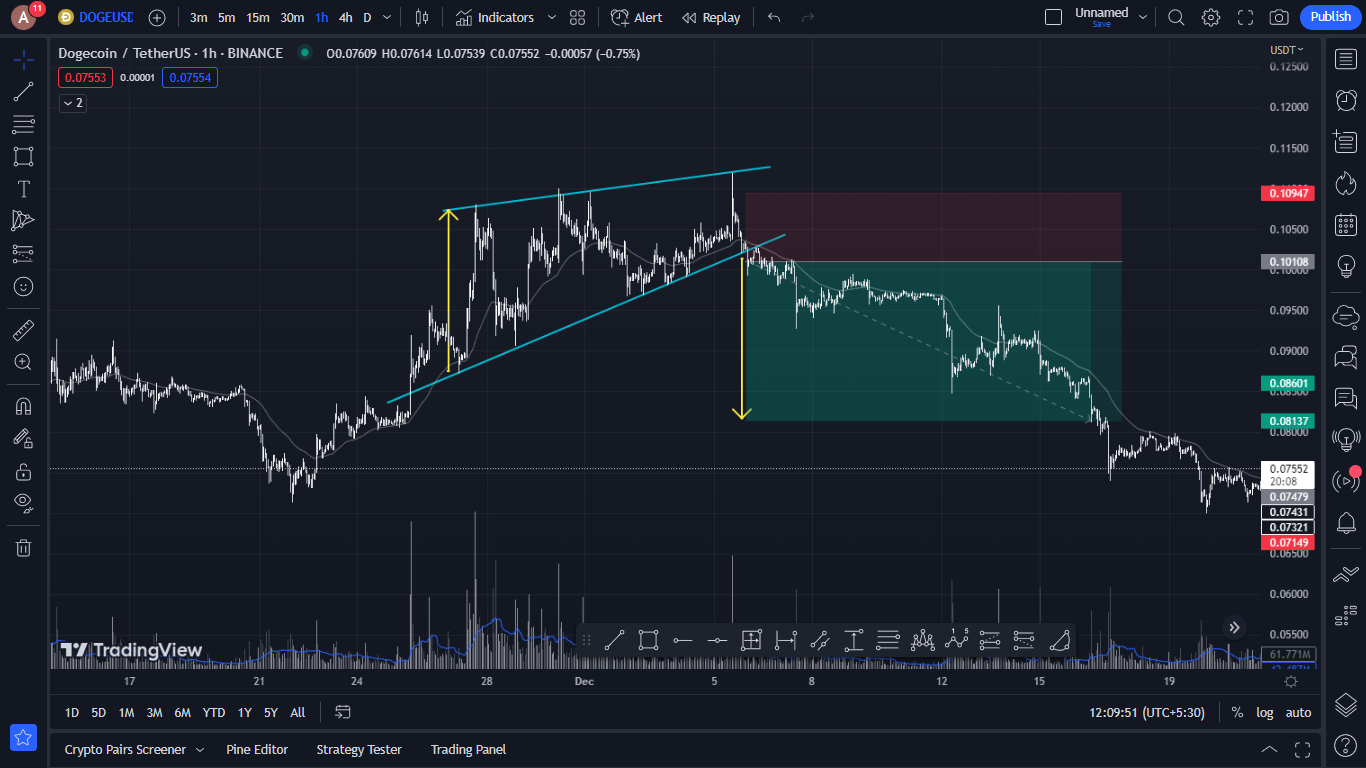 A 11 DOGEUSD 3m 5m 15m 30m 1h 4h D Indicators Alert Replay Unnamed Save Publish
Dogecoin / TetherUS · 1h · BINANCE O0.07609 H0.07614 L0.07539 C0.07552 −0.00057 (−0.75%)
0.07553 0.00001 0.07554
2
T
USDT
0.12500
0.12000
0.11500
0.10947
0.10500
0.10108
0.10000
0.09500
0.09000
0.08601
0.08500
0.08137
0.08000
0.07552
20:08
0.07479
0.07431
0.07321
0.07149
0.06500
0.06000
0.05500
61.771M
TradingView
17 21 24 28 Dec 5 8 12 15 19
1D 5D 1M 3M 6M YTD 1Y 5Y All 12:09:51 (UTC+5:30) % log auto
Crypto Pairs Screener Pine Editor Strategy Tester Trading Panel